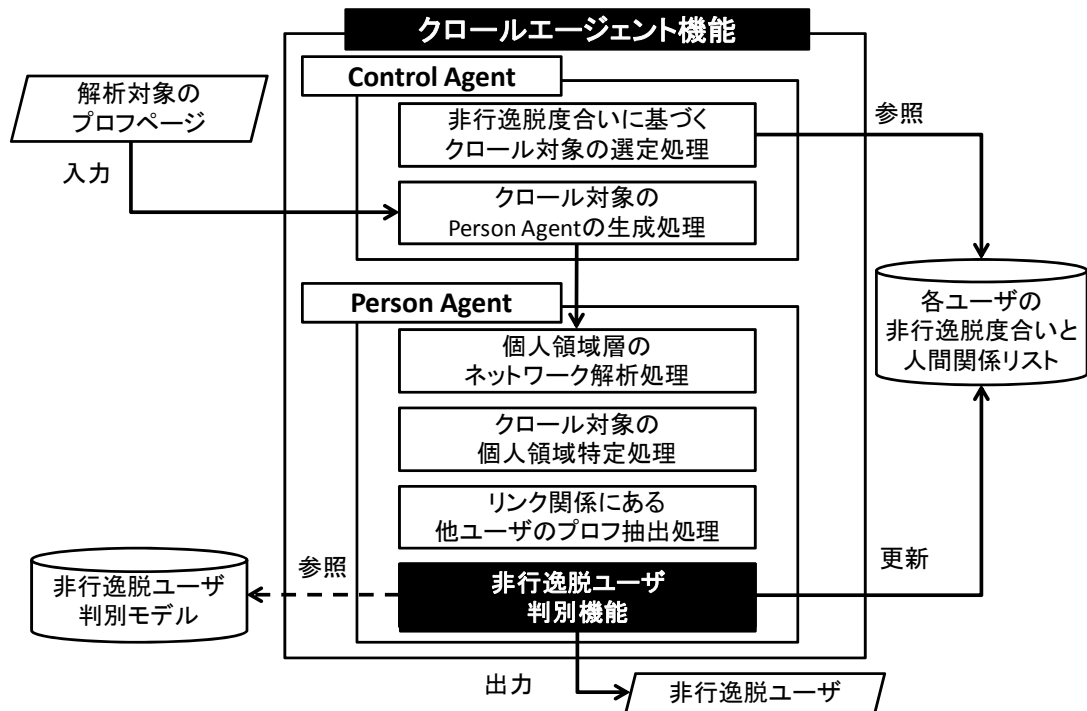 クロールエージェント機能
Control Agent
解析対象の
プロフページ
入力
非行逸脱度合いに基づく
クロール対象の選定処理
参照
クロール対象の
Person Agentの生成処理
各ユーザの
非行逸脱度合いと
人間関係リスト
Person Agent
個人領域層の
ネットワーク解析処理
クロール対象の
個人領域特定処理
リンク関係にある
他ユーザのプロフ抽出処理
更新
参照
非行逸脱ユーザ
判別モデル
非行逸脱ユーザ
判別機能
出力
非行逸脱ユーザ